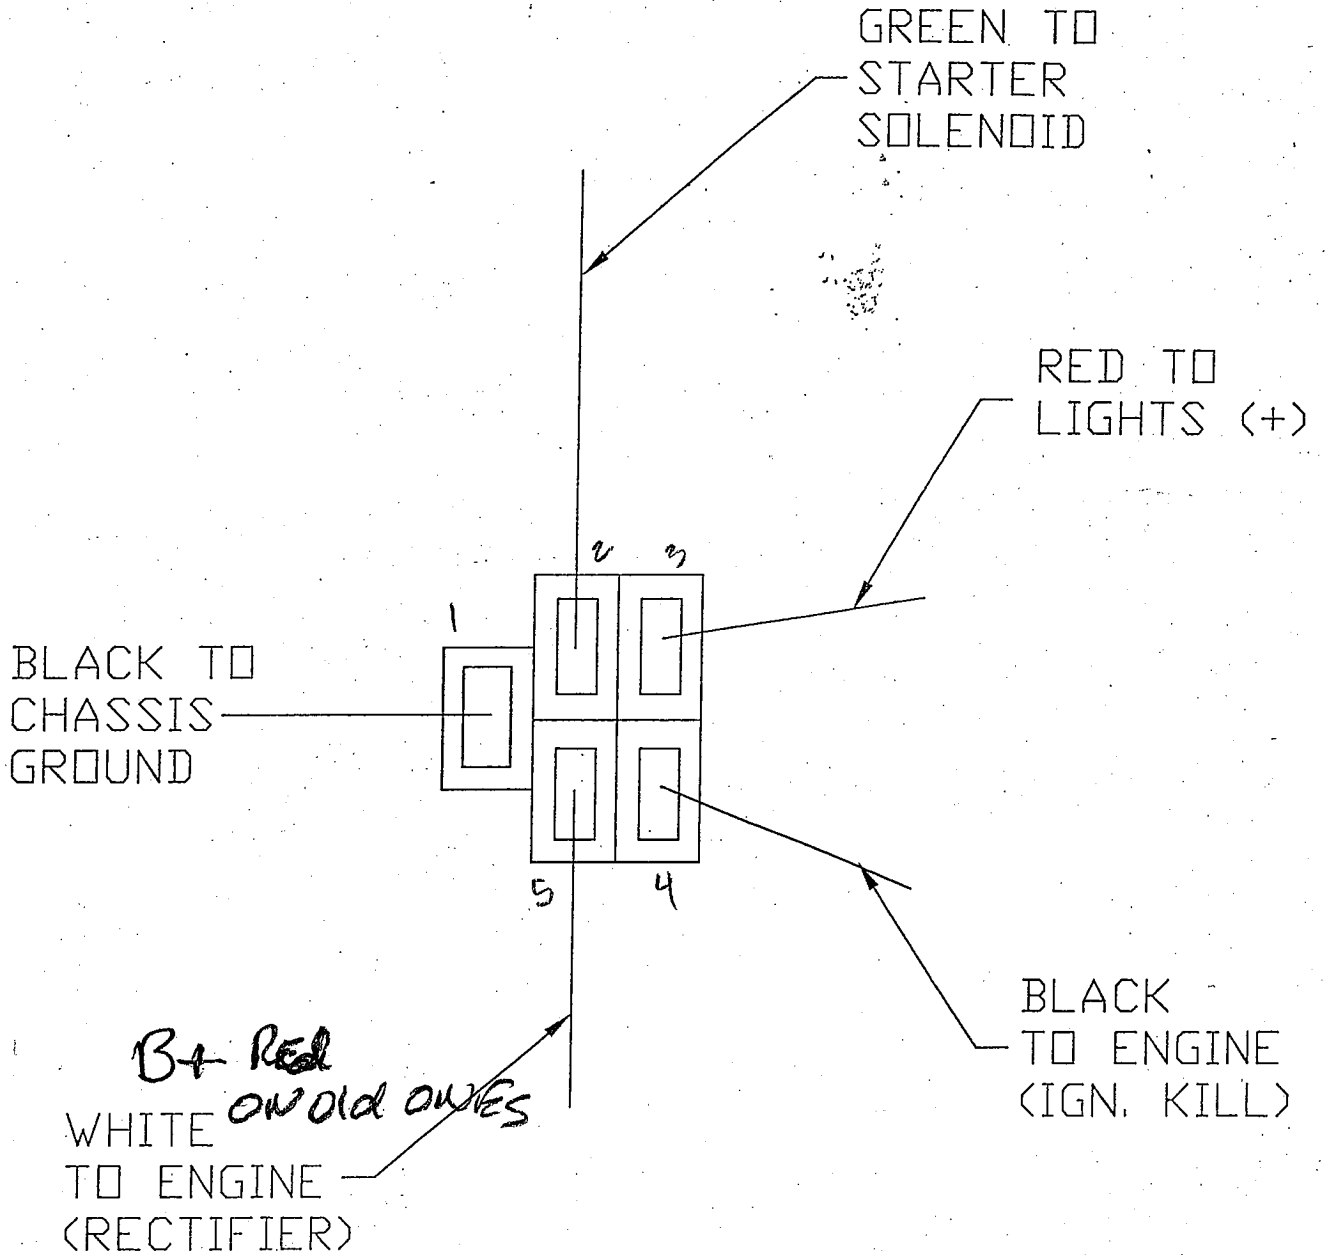 GREEN TO
STARTER
SOLENOID
RED TO
LIGHTS (+)
2 3
1
BLACK TO
CHASSIS
GROUND
5 4
BLACK
TO ENGINE
(IGN. KILL)
B+ Red
ON Old ONES
WHITE
TO ENGINE
(RECTIFIER)